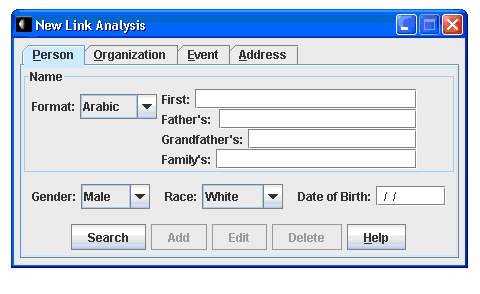 New Link Analysis
Person Organization Event Address
Name
Format: Arabic
First:
Father's:
Grandfather's:
Family's:
Gender: Male Race: White Date of Birth: / /
Search Add Edit Delete Help